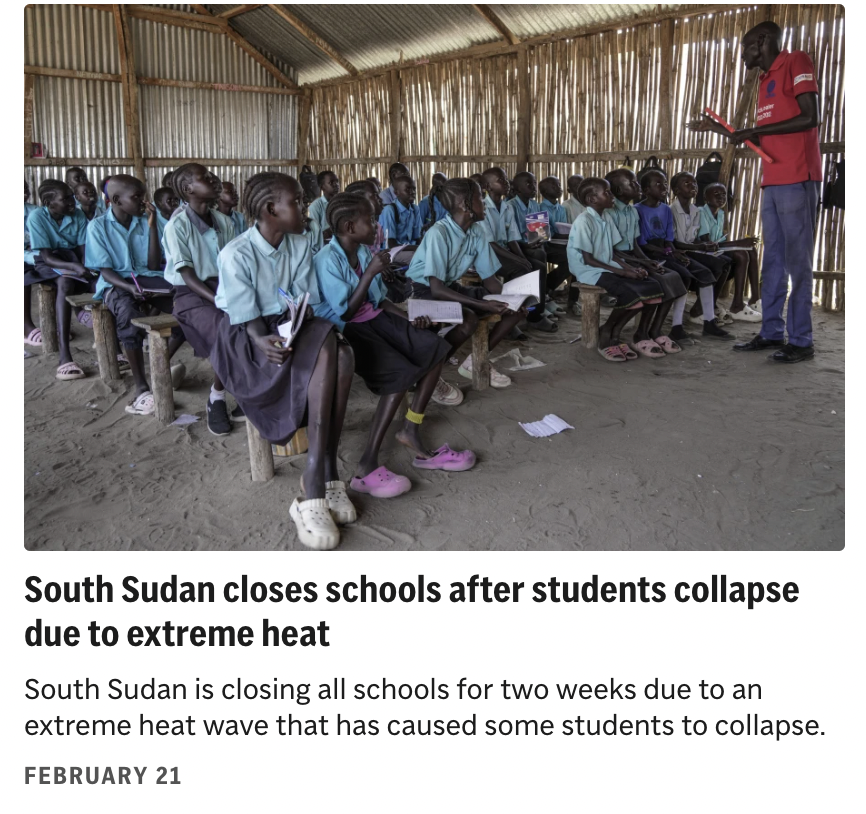 South Sudan closes schools after students collapse
due to extreme heat
South Sudan is closing all schools for two weeks due to an
extreme heat wave that has caused some students to collapse.
FEBRUARY 21